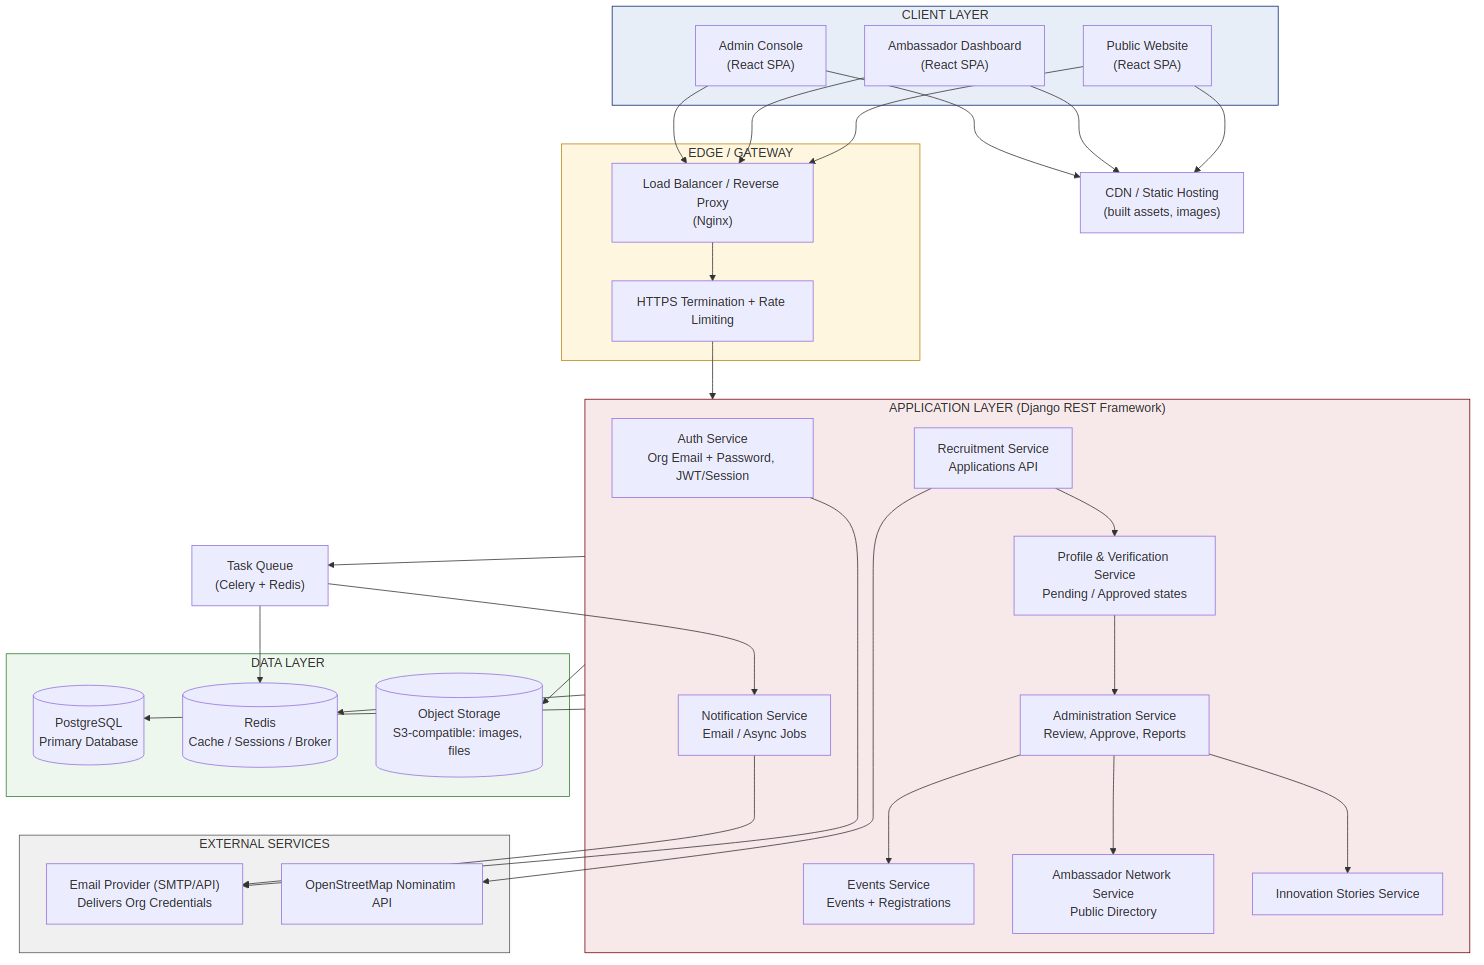 CLIENT LAYER
Admin Console
(React SPA)
Ambassador Dashboard
(React SPA)
Public Website
(React SPA)
EDGE / GATEWAY
Load Balancer / Reverse
Proxy
(Nginx)
CDN / Static Hosting
(built assets, images)
HTTPS Termination + Rate
Limiting
APPLICATION LAYER (Django REST Framework)
Auth Service
Org Email + Password,
JWT/Session
Recruitment Service
Applications API
Task Queue
(Celery + Redis)
Profile & Verification
Service
Pending / Approved states
DATA LAYER
PostgreSQL
Primary Database
Redis
Cache / Sessions / Broker
Object Storage
S3-compatible: images,
files
Notification Service
Email / Async Jobs
Administration Service
Review, Approve, Reports
EXTERNAL SERVICES
Email Provider (SMTP/API)
Delivers Org Credentials
OpenStreetMap Nominatim
API
Events Service
Events + Registrations
Ambassador Network
Service
Public Directory
Innovation Stories Service